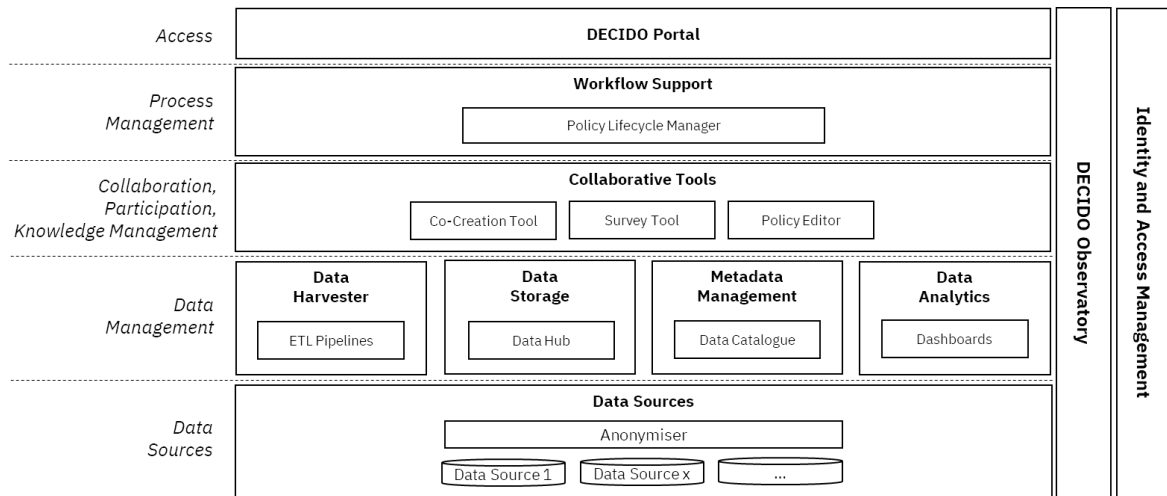 Access
DECIDO Portal
Process
Management
Workflow Support
Policy Lifecycle Manager
Collaboration,
Participation,
Knowledge Management
Collaborative Tools
Co-Creation Tool
Survey Tool
Policy Editor
Data
Management
Data
Harvester
ETL Pipelines
Data
Storage
Data Hub
Metadata
Management
Data Catalogue
Data
Analytics
Dashboards
Data
Sources
Data Sources
Anonymiser
Data Source 1
Data Source x
...
DECIDO Observatory
Identity and Access Management